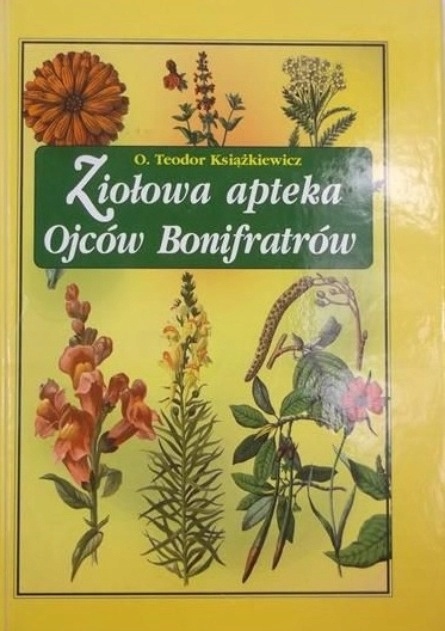 O. Teodor Książkiewicz
Ziołowa apteka
Ojców Bonifratrów